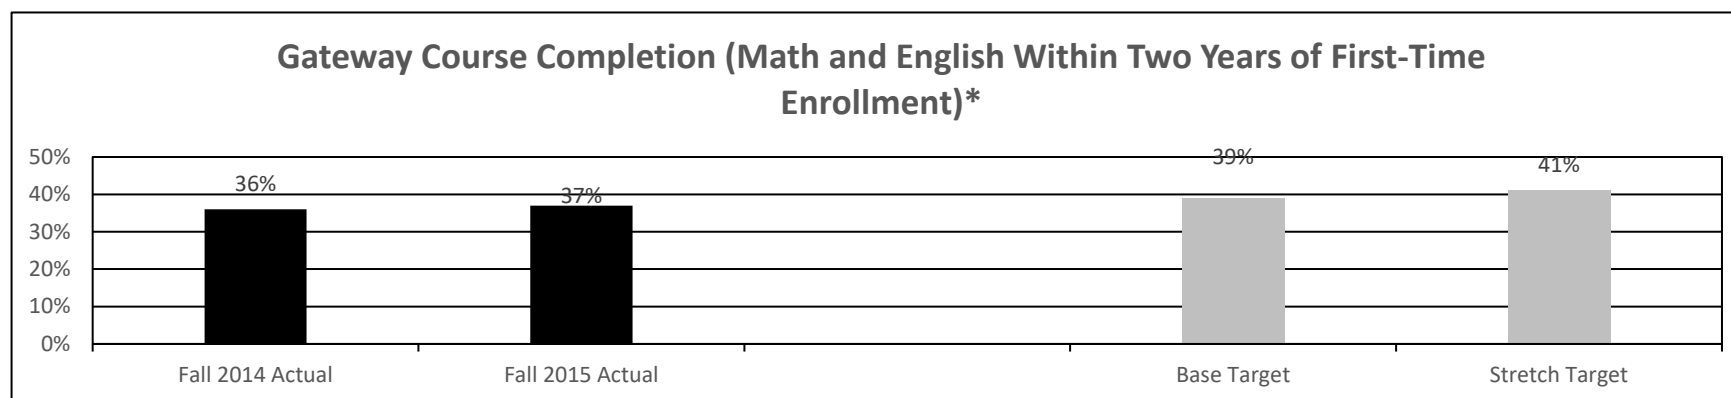 Gateway Course Completion (Math and English Within Two Years of First-Time
Enrollment)*
50%
40%
30%
20%
10%
0%
36%
37%
39%
41%
Fall 2014 Actual
Fall 2015 Actual
Base Target
Stretch Target